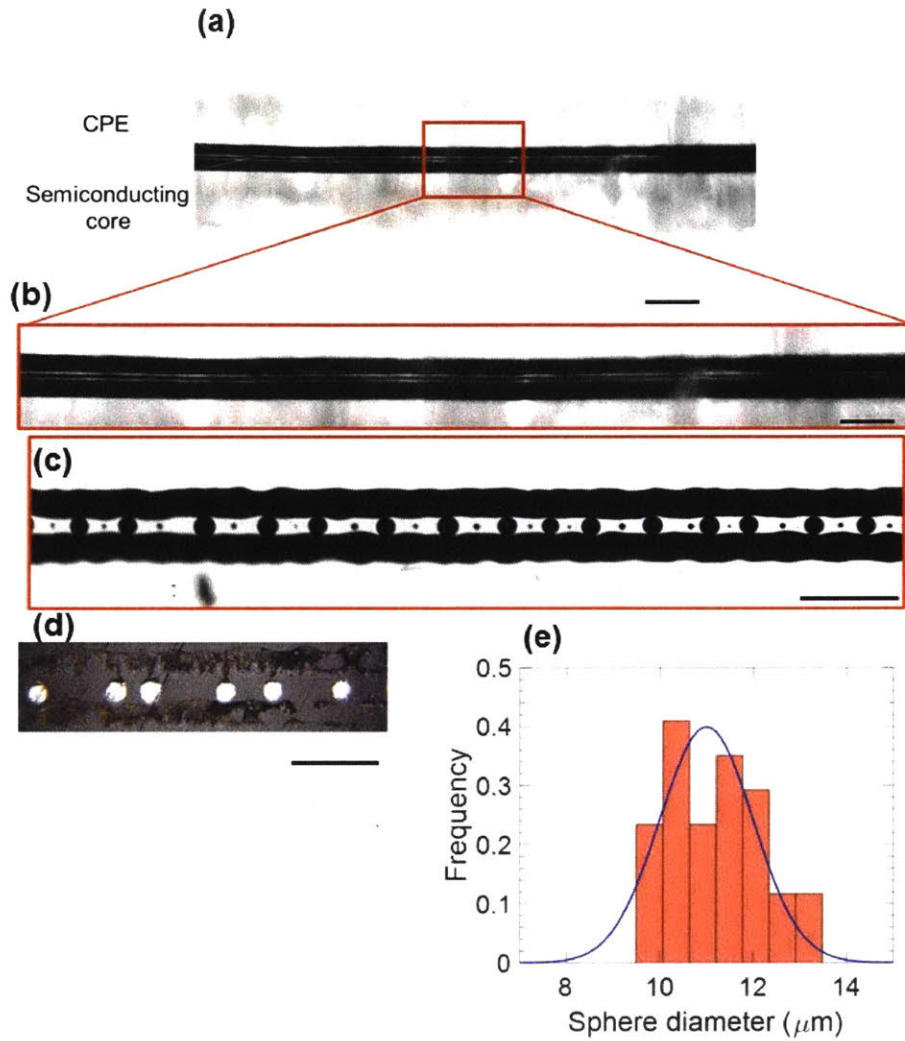 (a)
CPE
Semiconducting
core
(b)
(c)
(d)
(e)
0.5
0.4
0.3
0.2
0.1
0
Frequency
8
10
12
14
Sphere diameter (μm)